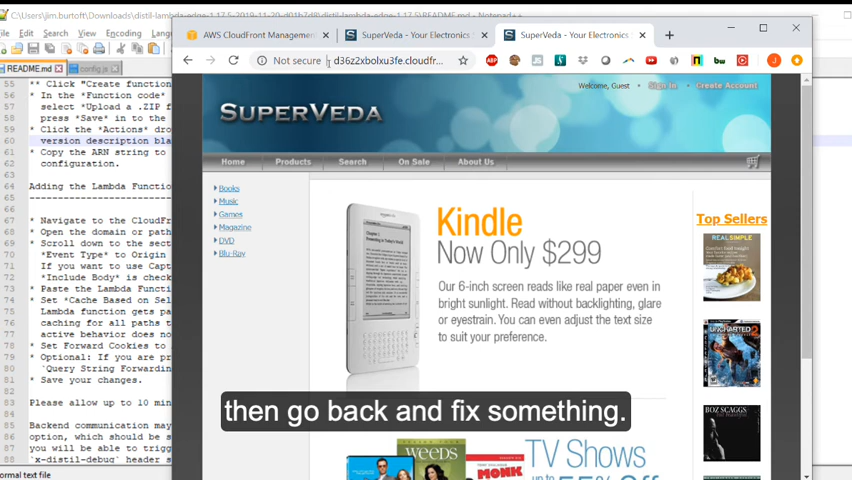 C:\Users\jim.burtoft\Downloads\distil-lambda-edge-1.17.5-2019-11-20-d01b7d8\distil-lambda-edge-1.17.5\README.md - Notepad++
File Edit Search View Encoding Langu
README.md config.js
55 ** Click "Create function
56 * In the "Function code"
57 select *Upload a .ZIP f
58 press *Save* in to the
59 * Click the *Actions* dro
60 version description bla
61 * Copy the ARN string to
62 configuration.
63
64 Adding the Lambda Functio
65
66
67 * Navigate to the CloudFr
68 * Open the domain or path
69 * Scroll down to the sect
70 *Event Type* to Origin
71 If you want to use Capt
72 *Include Body* is check
73 * Paste the Lambda Functi
74 * Set *Cache Based on Sel
75 Lambda function gets pa
76 caching for all paths t
77 active behavior does no
78 * Set Forward Cookies to
79 * Optional: If you are pr
80 `Query String Forwardin
81 * Save your changes.
82
83 Please allow up to 10 min
84
85 Backend communication may
86 option, which should be s
87 you will be able to trigg
88 `x-distil-debug` header s
ormal text file
AWS CloudFront Management
SuperVeda - Your Electronics S
SuperVeda - Your Electronics S
Not secure | d36z2xbolxu3fe.cloudfr...
Welcome, Guest Sign In Create Account
SUPERVEDA
Home Products Search On Sale About Us
Books
Music
Games
Magazine
DVD
Blu-Ray
Kindle
Now Only $299
Our 6-inch screen reads like real paper even in
bright sunlight. Read without backlighting, glare
or eyestrain. You can even adjust the text size
to suit your preference.
Top Sellers
REAL SIMPLE
UNCHARTED 2
BOZ SCAGGS
then go back and fix something.
WEEDS
MONK
TV Shows
up to 55% Off